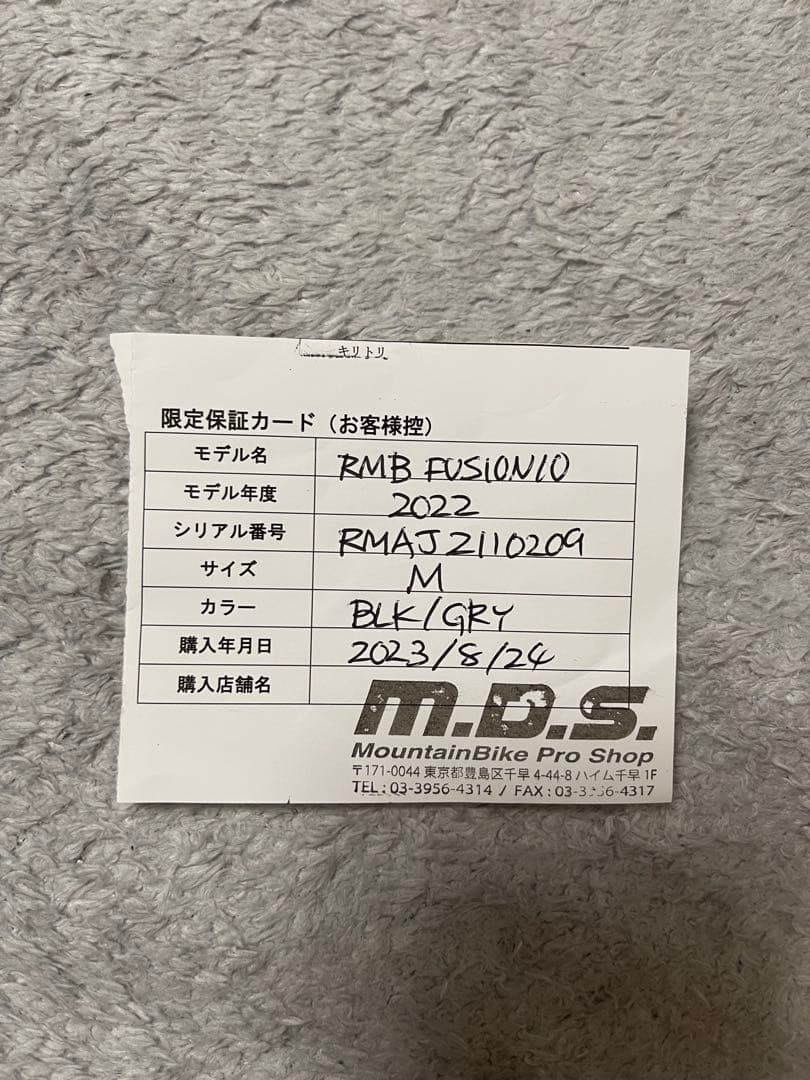 キリトリ
限定保証カード（お客様控）
モデル名 RMB FUSION10
モデル年度 2022
シリアル番号 RMAJ2110209
サイズ M
カラー BLK/GRY
購入年月日 2023/8/24
購入店舗名
M.D.S.
MountainBike Pro Shop
〒171-0044 東京都豊島区千早 4-44-8 ハイム千早 1F
TEL : 03-3956-4314 / FAX : 03-3956-4317